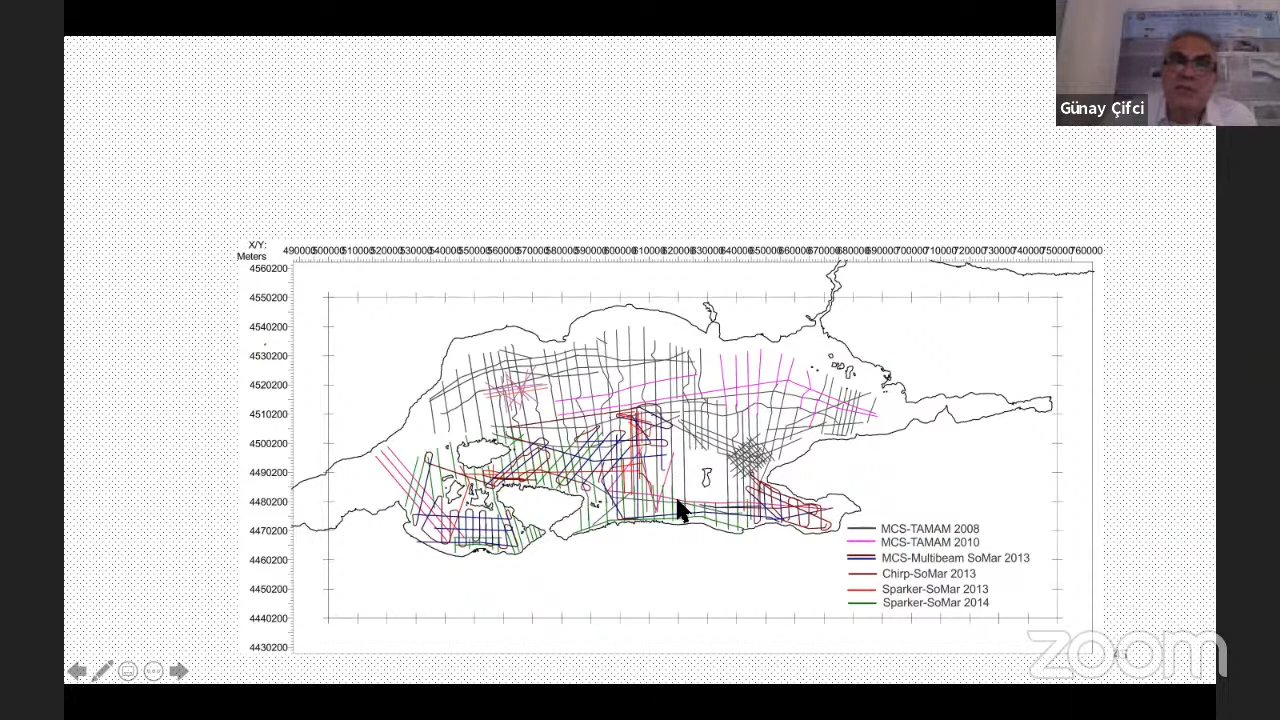 Günay Çifci
X/Y:
Meters
490000500000510000520000530000540000550000560000570000580000590000600000610000620000630000640000650000660000670000680000690000700000710000720000730000740000750000760000
4560200
4550200
4540200
4530200
4520200
4510200
4500200
4490200
4480200
4470200
4460200
4450200
4440200
4430200
MCS-TAMAM 2008
MCS-TAMAM 2010
MCS-Multibeam SoMar 2013
Chirp-SoMar 2013
Sparker-SoMar 2013
Sparker-SoMar 2014
zoom